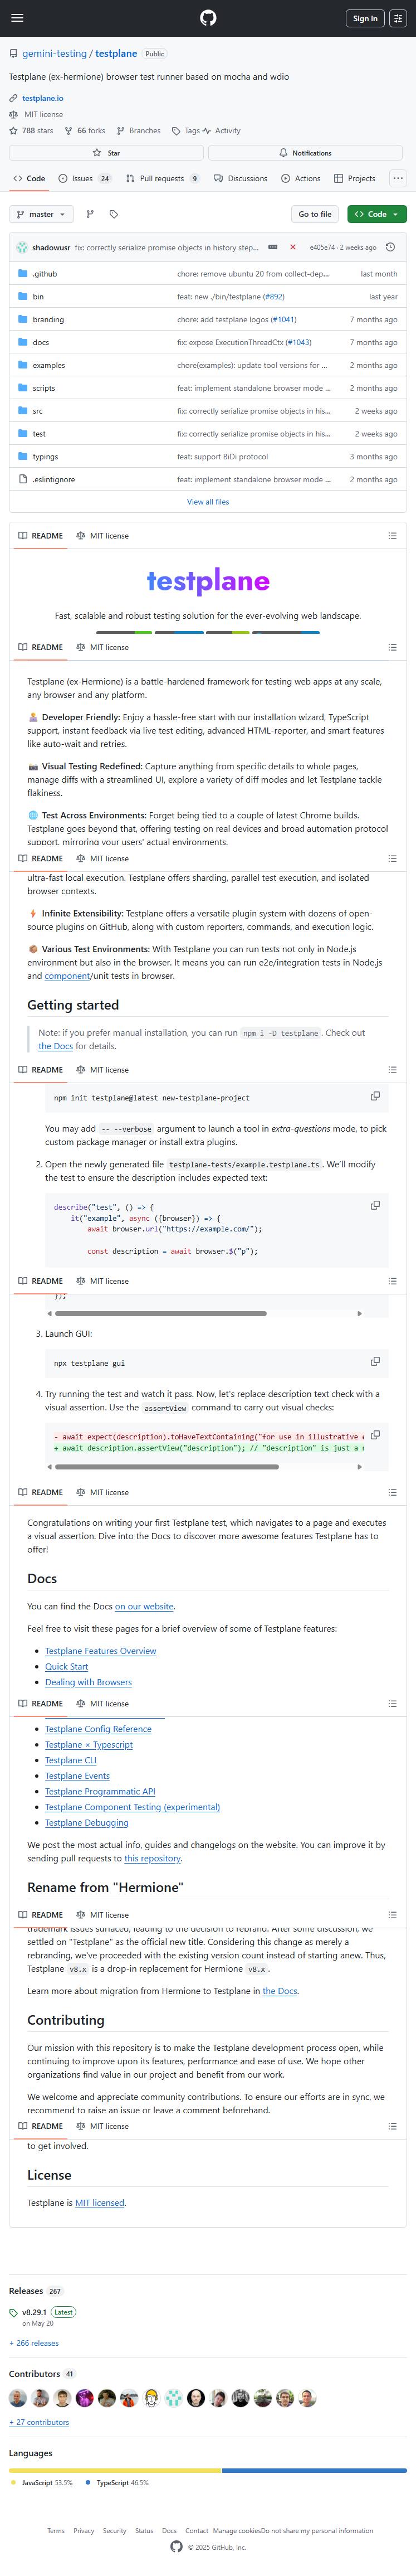 Sign in
gemini-testing / testplane Public
Testplane (ex-hermione) browser test runner based on mocha and wdio
testplane.io
MIT license
788 stars 66 forks Branches Tags Activity
Star Notifications
Code Issues 24 Pull requests 9 Discussions Actions Projects
master Go to file Code
shadowusr fix: correctly serialize promise objects in history step... e405e74 · 2 weeks ago
.github chore: remove ubuntu 20 from collect-dep... last month
bin feat: new ./bin/testplane (#892) last year
branding chore: add testplane logos (#1041) 7 months ago
docs fix: expose ExecutionThreadCtx (#1043) 7 months ago
examples chore(examples): update tool versions for ... 2 months ago
scripts feat: implement standalone browser mode ... 2 months ago
src fix: correctly serialize promise objects in his... 2 weeks ago
test fix: correctly serialize promise objects in his... 2 weeks ago
typings feat: support BiDi protocol 3 months ago
.eslintignore feat: implement standalone browser mode ... 2 months ago
View all files
README MIT license
testplane
Fast, scalable and robust testing solution for the ever-evolving web landscape.
README MIT license
Testplane (ex-Hermione) is a battle-hardened framework for testing web apps at any scale,
any browser and any platform.
Developer Friendly: Enjoy a hassle-free start with our installation wizard, TypeScript
support, instant feedback via live test editing, advanced HTML-reporter, and smart features
like auto-wait and retries.
Visual Testing Redefined: Capture anything from specific details to whole pages,
manage diffs with a streamlined UI, explore a variety of diff modes and let Testplane tackle
flakiness.
Test Across Environments: Forget being tied to a couple of latest Chrome builds.
Testplane goes beyond that, offering testing on real devices and broad automation protocol
support, mirroring your users' actual environments.
README MIT license
ultra-fast local execution. Testplane offers sharding, parallel test execution, and isolated
browser contexts.
Infinite Extensibility: Testplane offers a versatile plugin system with dozens of open-
source plugins on GitHub, along with custom reporters, commands, and execution logic.
Various Test Environments: With Testplane you can run tests not only in Node.js
environment but also in the browser. It means you can run e2e/integration tests in Node.js
and component/unit tests in browser.
Getting started
Note: if you prefer manual installation, you can run npm i -D testplane. Check out
the Docs for details.
README MIT license
npm init testplane@latest new-testplane-project
You may add -- --verbose argument to launch a tool in extra-questions mode, to pick
custom package manager or install extra plugins.
2. Open the newly generated file testplane-tests/example.testplane.ts. We'll modify
the test to ensure the description includes expected text:
describe("test", () => {
it("example", async ({browser}) => {
await browser.url("https://example.com/");
const description = await browser.$("p");
README MIT license
});
3. Launch GUI:
npx testplane gui
4. Try running the test and watch it pass. Now, let's replace description text check with a
visual assertion. Use the assertView command to carry out visual checks:
- await expect(description).toHaveTextContaining("for use in illustrative e
+ await description.assertView("description"); // "description" is just a n
README MIT license
Congratulations on writing your first Testplane test, which navigates to a page and executes
a visual assertion. Dive into the Docs to discover more awesome features Testplane has to
offer!
Docs
You can find the Docs on our website.
Feel free to visit these pages for a brief overview of some of Testplane features:
Testplane Features Overview
Quick Start
Dealing with Browsers
README MIT license
Testplane Config Reference
Testplane × Typescript
Testplane CLI
Testplane Events
Testplane Programmatic API
Testplane Component Testing (experimental)
Testplane Debugging
We post the most actual info, guides and changelogs on the website. You can improve it by
sending pull requests to this repository.
Rename from "Hermione"
README MIT license
trademark issues surfaced, leading to the decision to rebrand. After some discussion, we
settled on "Testplane" as the official new title. Considering this change as merely a
rebranding, we've proceeded with the existing version count instead of starting anew. Thus,
Testplane v8.x is a drop-in replacement for Hermione v8.x.
Learn more about migration from Hermione to Testplane in the Docs.
Contributing
Our mission with this repository is to make the Testplane development process open, while
continuing to improve upon its features, performance and ease of use. We hope other
organizations find value in our project and benefit from our work.
We welcome and appreciate community contributions. To ensure our efforts are in sync, we
recommend to raise an issue or leave a comment beforehand.
README MIT license
to get involved.
License
Testplane is MIT licensed.
Releases 267
v8.29.1 Latest
on May 20
+ 266 releases
Contributors 41
+ 27 contributors
Languages
JavaScript 53.5% TypeScript 46.5%
Terms Privacy Security Status Docs Contact Manage cookies Do not share my personal information
© 2025 GitHub, Inc.